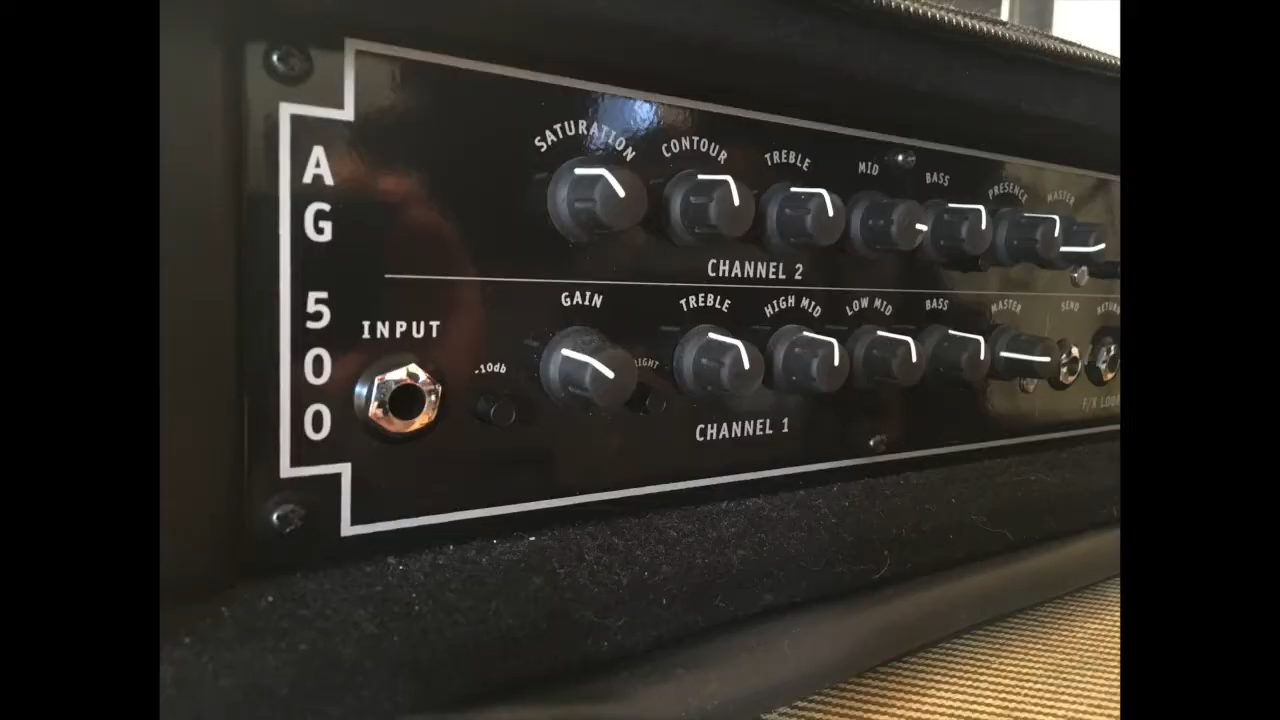 AG 500
SATURATION CONTOUR TREBLE MID BASS PRESENCE MASTER
CHANNEL 2
INPUT -10db GAIN TREBLE HIGH MID LOW MID BASS MASTER SEND RETURN
CHANNEL 1
F/X LOOP